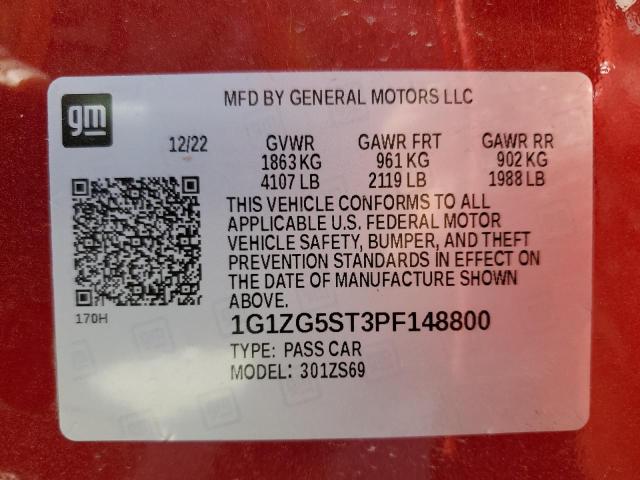 gm
MFD BY GENERAL MOTORS LLC
12/22 GVWR GAWR FRT GAWR RR
1863 KG 961 KG 902 KG
4107 LB 2119 LB 1988 LB
THIS VEHICLE CONFORMS TO ALL
APPLICABLE U.S. FEDERAL MOTOR
VEHICLE SAFETY, BUMPER, AND THEFT
PREVENTION STANDARDS IN EFFECT ON
THE DATE OF MANUFACTURE SHOWN
ABOVE.
170H
1G1ZG5ST3PF148800
TYPE: PASS CAR
MODEL: 301ZS69